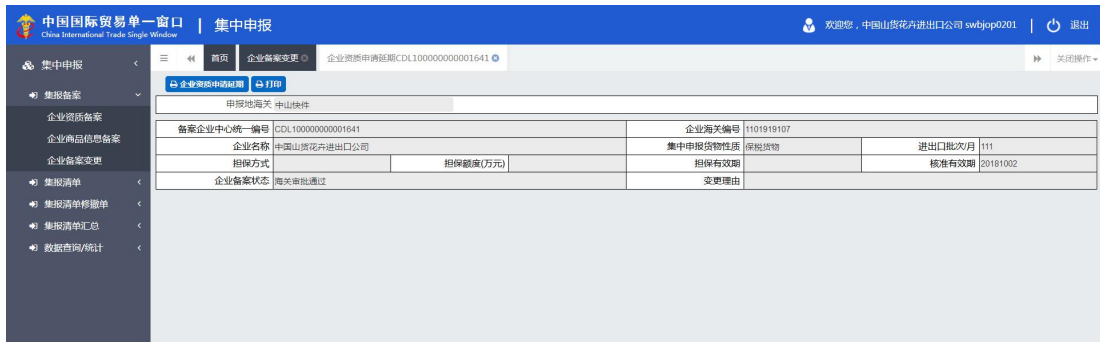 中国国际贸易单一窗口 | 集中申报
China International Trade Single Window
欢迎您，中国山货花卉进出口公司 swbjop0201 | 退出
集中申报
首页 企业备案变更 企业资质申请延期CDL100000000001641 关闭操作
集报备案
企业资质备案
企业商品信息备案
企业备案变更
集报清单
集报清单修撤单
集报清单汇总
数据查询/统计
企业资质申请延期 打印
申报地海关 中山快件
备案企业中心统一编号 CDL100000000001641 企业海关编号 1101919107
企业名称 中国山货花卉进出口公司 集中申报货物性质 保税货物 进出口批次/月 111
担保方式 担保额度(万元) 担保有效期 核准有效期 20181002
企业备案状态 海关审批通过 变更理由